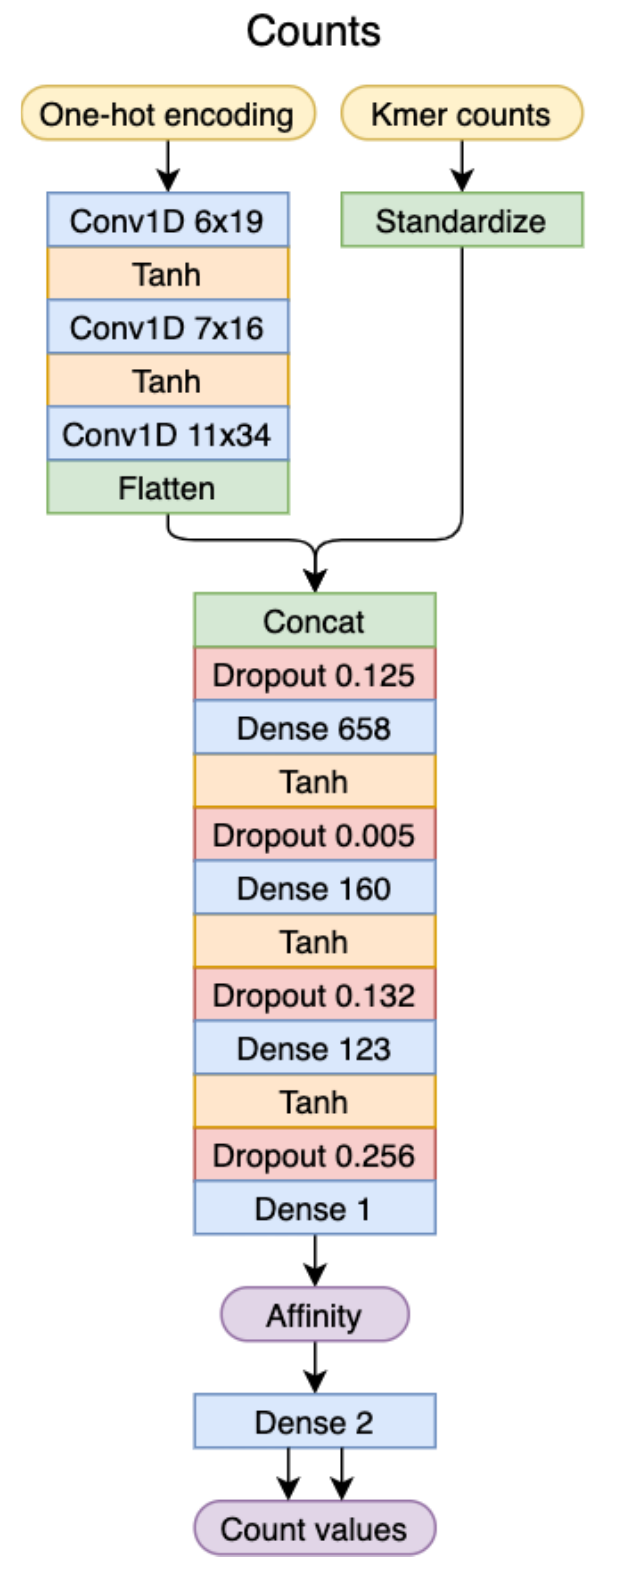 Counts
One-hot encoding
Kmer counts
Conv1D 6x19
Standardize
Tanh
Conv1D 7x16
Tanh
Conv1D 11x34
Flatten
Concat
Dropout 0.125
Dense 658
Tanh
Dropout 0.005
Dense 160
Tanh
Dropout 0.132
Dense 123
Tanh
Dropout 0.256
Dense 1
Affinity
Dense 2
Count values